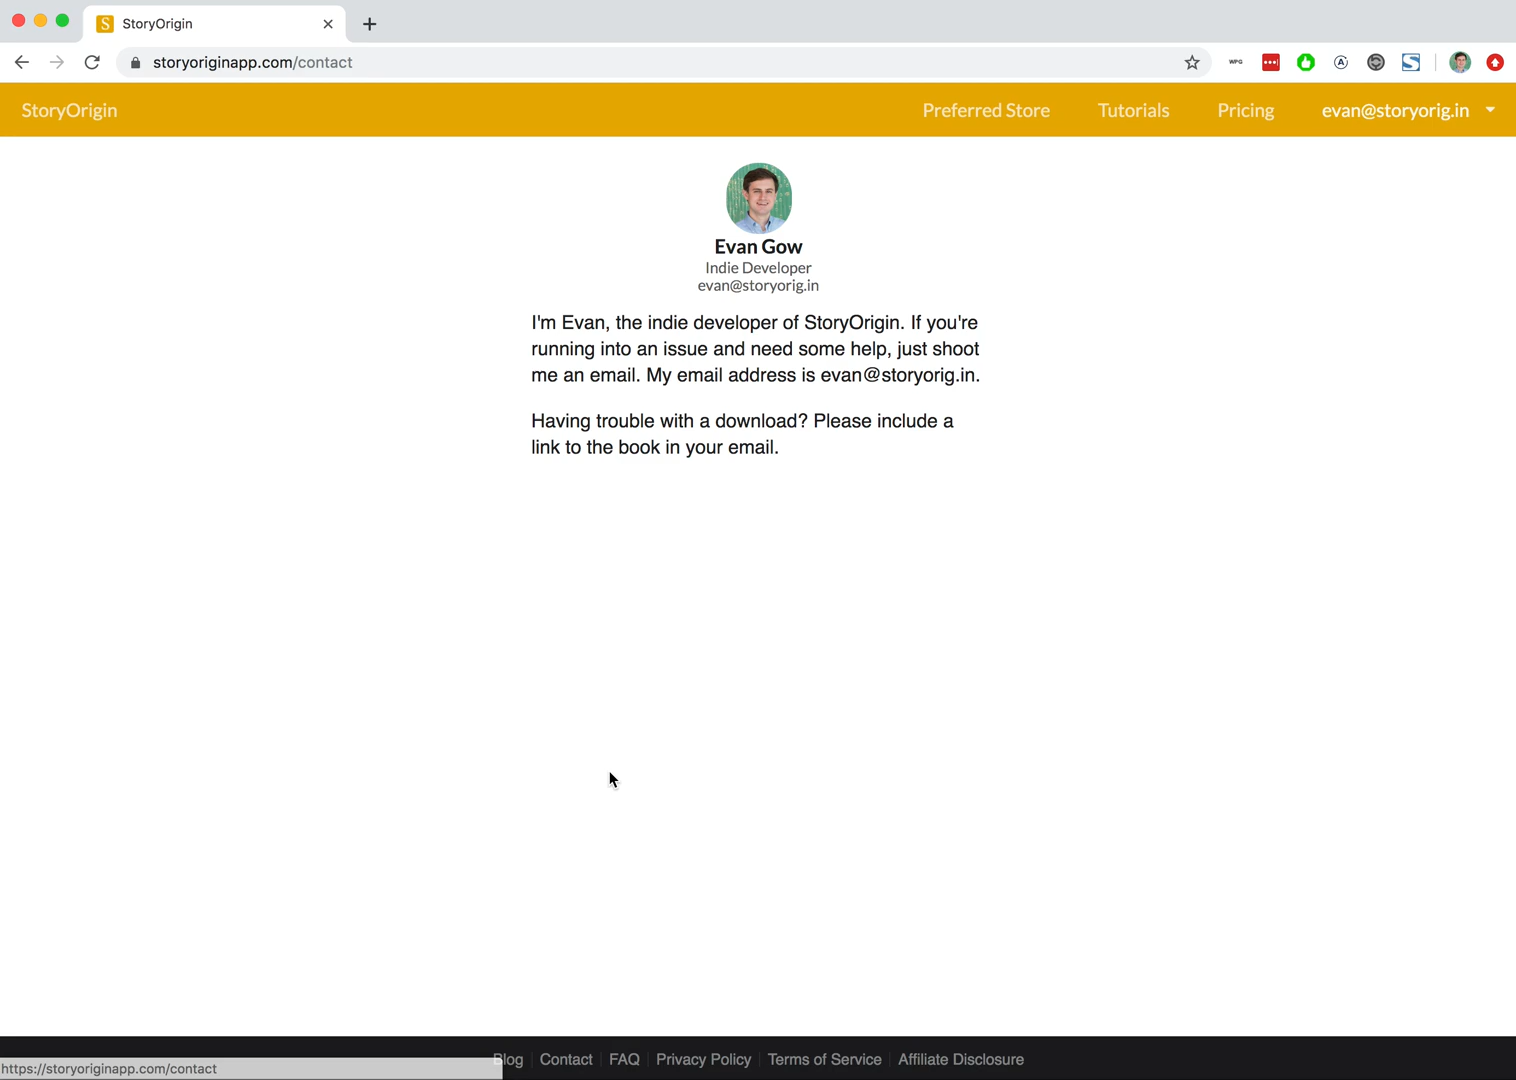 StoryOrigin
storyoriginapp.com/contact
WPG
StoryOrigin
Preferred Store
Tutorials
Pricing
evan@storyorig.in
Evan Gow
Indie Developer
evan@storyorig.in
I'm Evan, the indie developer of StoryOrigin. If you're
running into an issue and need some help, just shoot
me an email. My email address is evan@storyorig.in.
Having trouble with a download? Please include a
link to the book in your email.
Blog
Contact
FAQ
Privacy Policy
Terms of Service
Affiliate Disclosure
https://storyoriginapp.com/contact